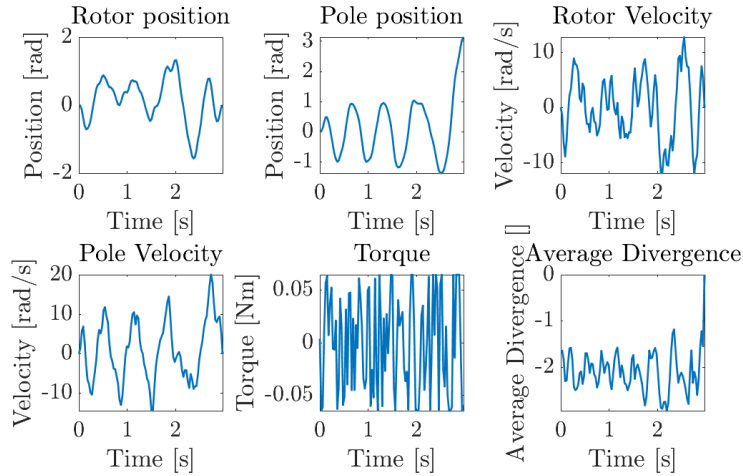 Rotor position
Position [rad]
2
0
-2
0 1 2
Time [s]
Pole position
Position [rad]
3
2
1
0
-1
0 1 2
Time [s]
Rotor Velocity
Velocity [rad/s]
10
0
-10
0 2
Time [s]
Pole Velocity
Velocity [rad/s]
20
10
0
-10
0 1 2
Time [s]
Torque
Torque [Nm]
0.05
0
-0.05
0 1 2
Time [s]
Average Divergence
Average Divergence []
0
-1
-2
0 2
Time [s]